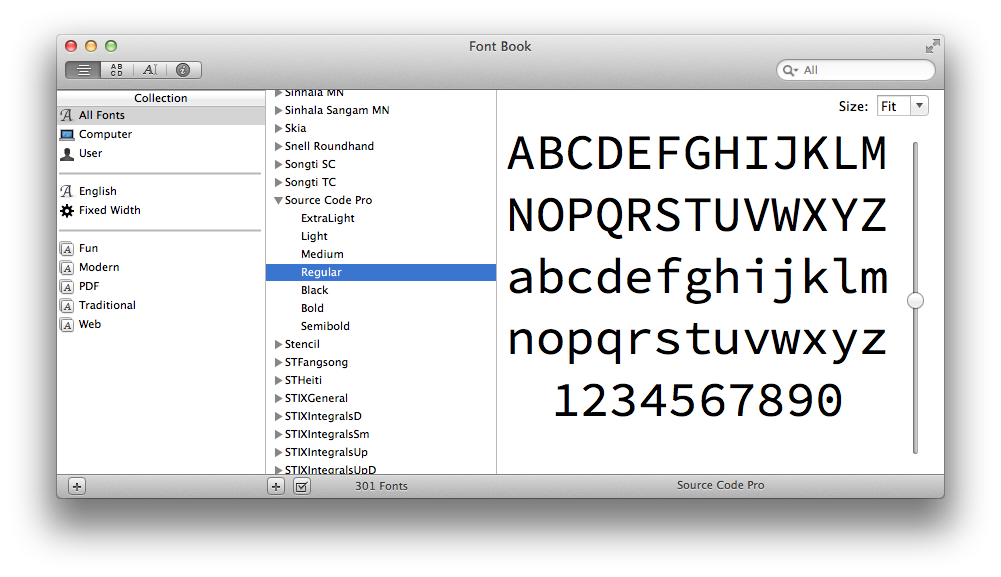 Font Book
AB
CD
A
All
Collection
All Fonts
Computer
User
English
Fixed Width
Fun
Modern
PDF
Traditional
Web
Sinhala MN
Sinhala Sangam MN
Skia
Snell Roundhand
Songti SC
Songti TC
Source Code Pro
ExtraLight
Light
Medium
Regular
Black
Bold
Semibold
Stencil
STFangsong
STHeiti
STIXGeneral
STIXIntegralsD
STIXIntegralsSm
STIXIntegralsUp
STIXIntegralsUpD
Size: Fit
ABCDEFGHIJKLM
NOPQRSTUVWXYZ
abcdefghijklm
nopqrstuvwxyz
1234567890
301 Fonts
Source Code Pro